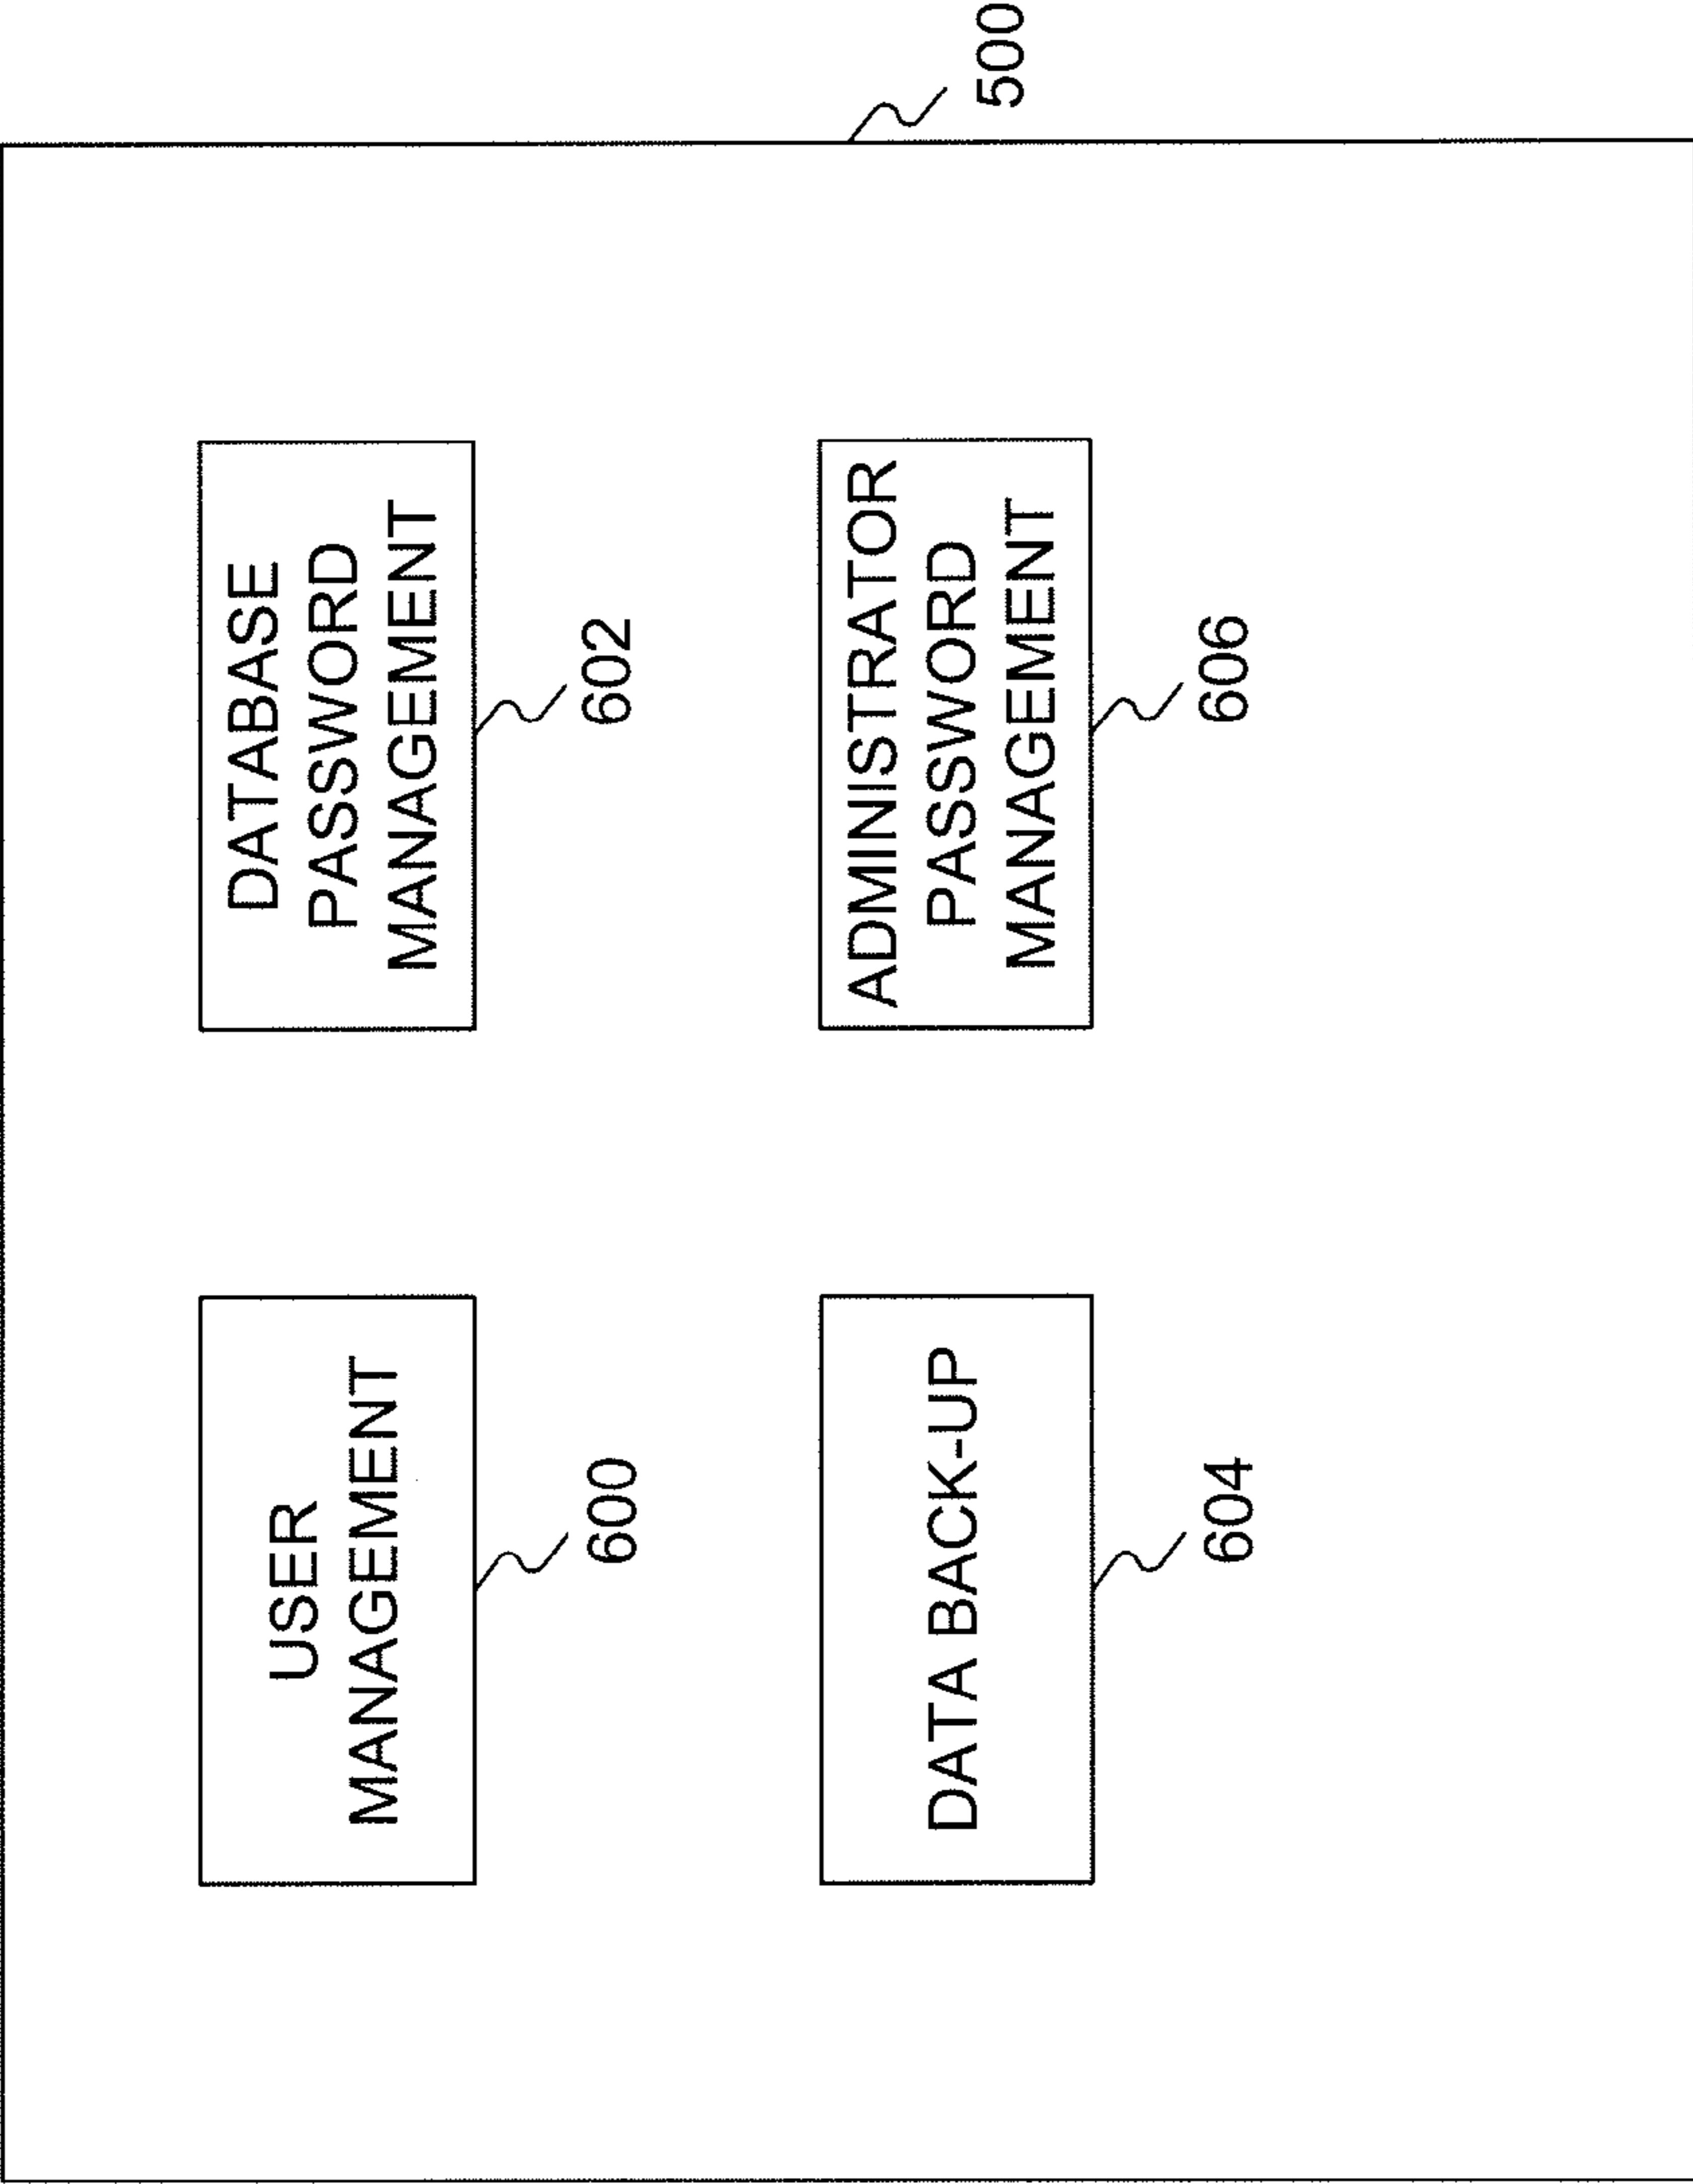 USER
MANAGEMENT
600
DATABASE
PASSWORD
MANAGEMENT
602
DATA BACK-UP
604
ADMINISTRATOR
PASSWORD
MANAGEMENT
606
500